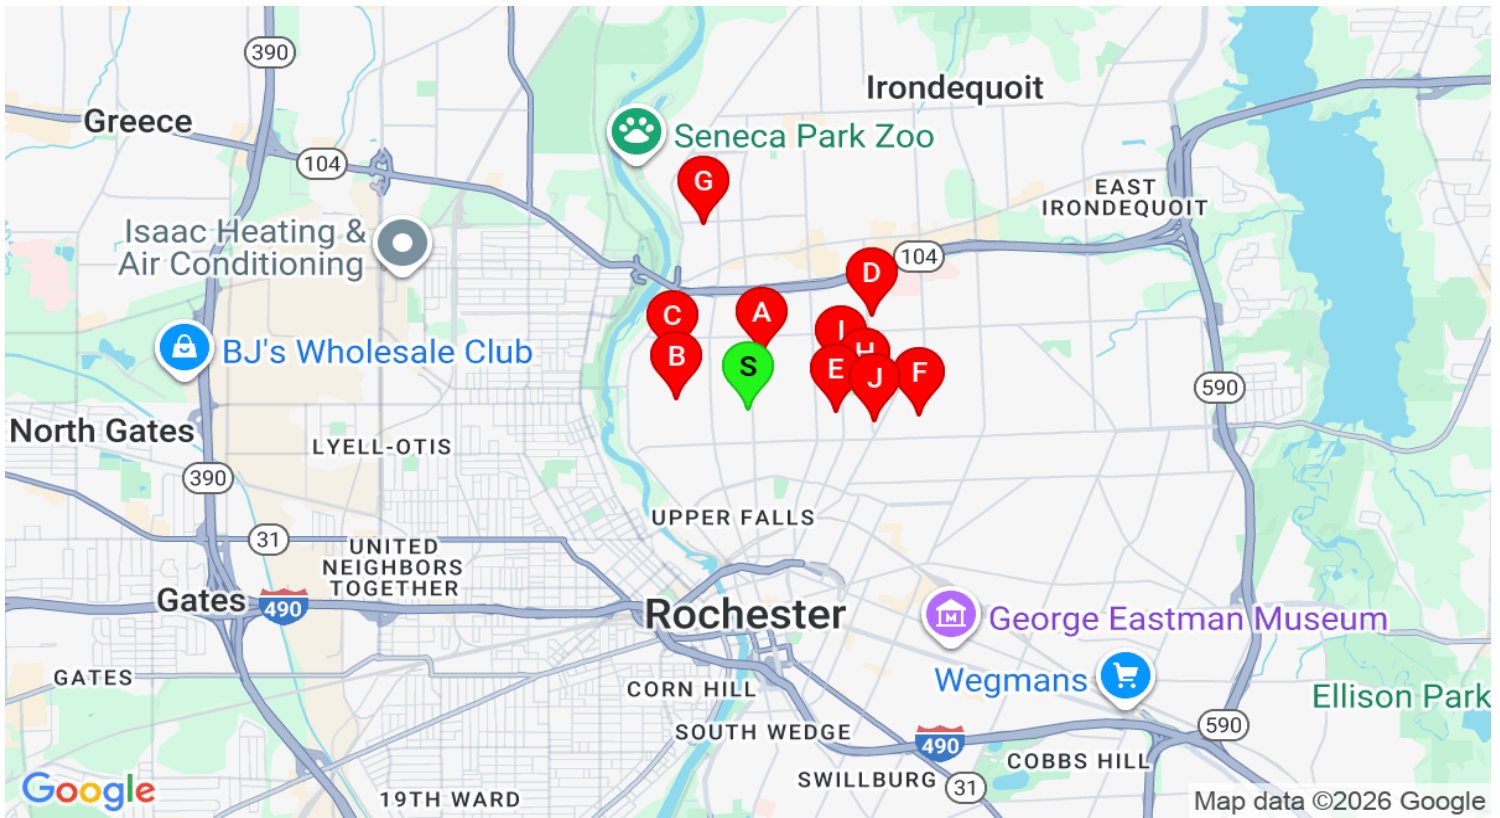 390
Irondequoit
Greece
Seneca Park Zoo
104
G
EAST
IRONDEQUOIT
Isaac Heating &
Air Conditioning
104
D
C
A
I
BJ's Wholesale Club
B
S
H
E
J
F
590
North Gates
LYELL-OTIS
390
UPPER FALLS
31
UNITED
NEIGHBORS
TOGETHER
Gates
490
Rochester
George Eastman Museum
GATES
CORN HILL
Wegmans
Ellison Park
SOUTH WEDGE
590
490
COBBS HILL
SWILLBURG
31
Google
19TH WARD
Map data ©2026 Google